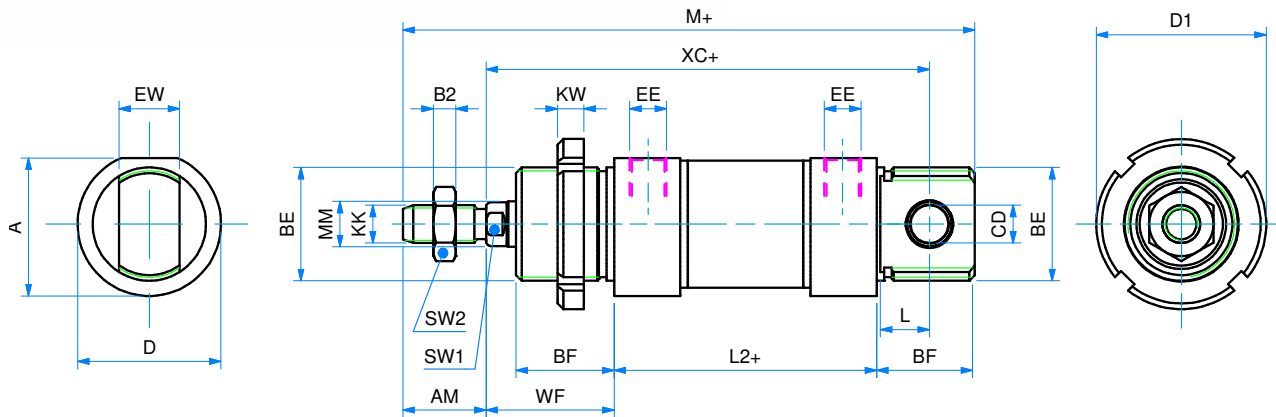 M+
D1
XC+
EW
B2
KW
EE
EE
A
BE
MM
KK
CD
BE
SW2
L
D
SW1
BF
L2+
BF
AM
WF